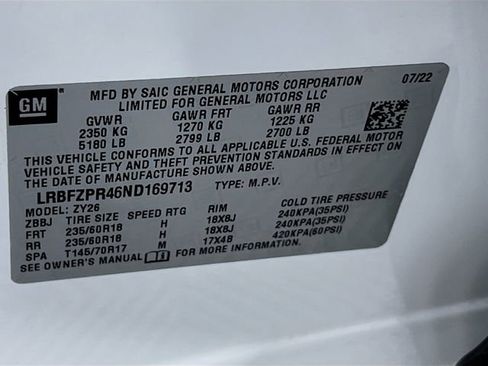 GM
MFD BY SAIC GENERAL MOTORS CORPORATION 07/22
LIMITED FOR GENERAL MOTORS LLC
GVWR GAWR FRT GAWR RR
2350 KG 1270 KG 1225 KG
5180 LB 2799 LB 2700 LB
THIS VEHICLE CONFORMS TO ALL APPLICABLE U.S. FEDERAL MOTOR
VEHICLE SAFETY AND THEFT PREVENTION STANDARDS IN EFFECT ON
THE DATE OF MANUFACTURE SHOWN ABOVE.
LRBFZPR46ND169713 TYPE: M.P.V.
MODEL: ZY26
ZBBJ TIRE SIZE SPEED RTG RIM COLD TIRE PRESSURE
FRT 235/60R18 H 18X8J 240KPA(35PSI)
RR 235/60R18 H 18X8J 240KPA(35PSI)
SPA T145/70R17 M 17X4B 420KPA(60PSI)
SEE OWNER'S MANUAL FOR MORE INFORMATION.